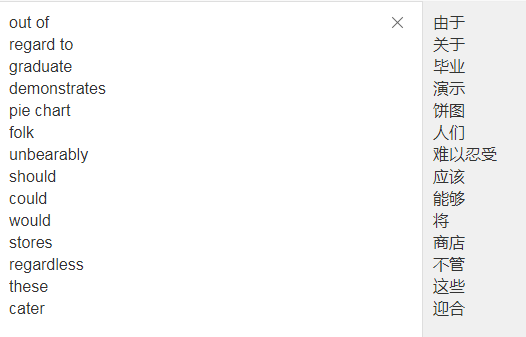 out of
regard to
graduate
demonstrates
pie chart
folk
unbearably
should
could
would
stores
regardless
these
cater
由于
关于
毕业
演示
饼图
人们
难以忍受
应该
能够
将
商店
不管
这些
迎合